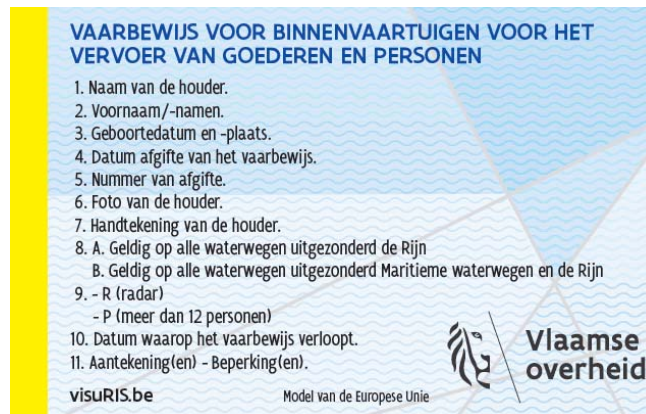 VAARBEWIJS VOOR BINNENVAARTUIGEN VOOR HET
VERVOER VAN GOEDEREN EN PERSONEN
1. Naam van de houder.
2. Voornaam/-namen.
3. Geboortedatum en -plaats.
4. Datum afgifte van het vaarbewijs.
5. Nummer van afgifte.
6. Foto van de houder.
7. Handtekening van de houder.
8. A. Geldig op alle waterwegen uitgezonderd de Rijn
B. Geldig op alle waterwegen uitgezonderd Maritieme waterwegen en de Rijn
9. - R (radar)
- P (meer dan 12 personen)
10. Datum waarop het vaarbewijs verloopt.
11. Aantekening(en) - Beperking(en).
visuRIS.be
Model van de Europese Unie
Vlaamse
overheid